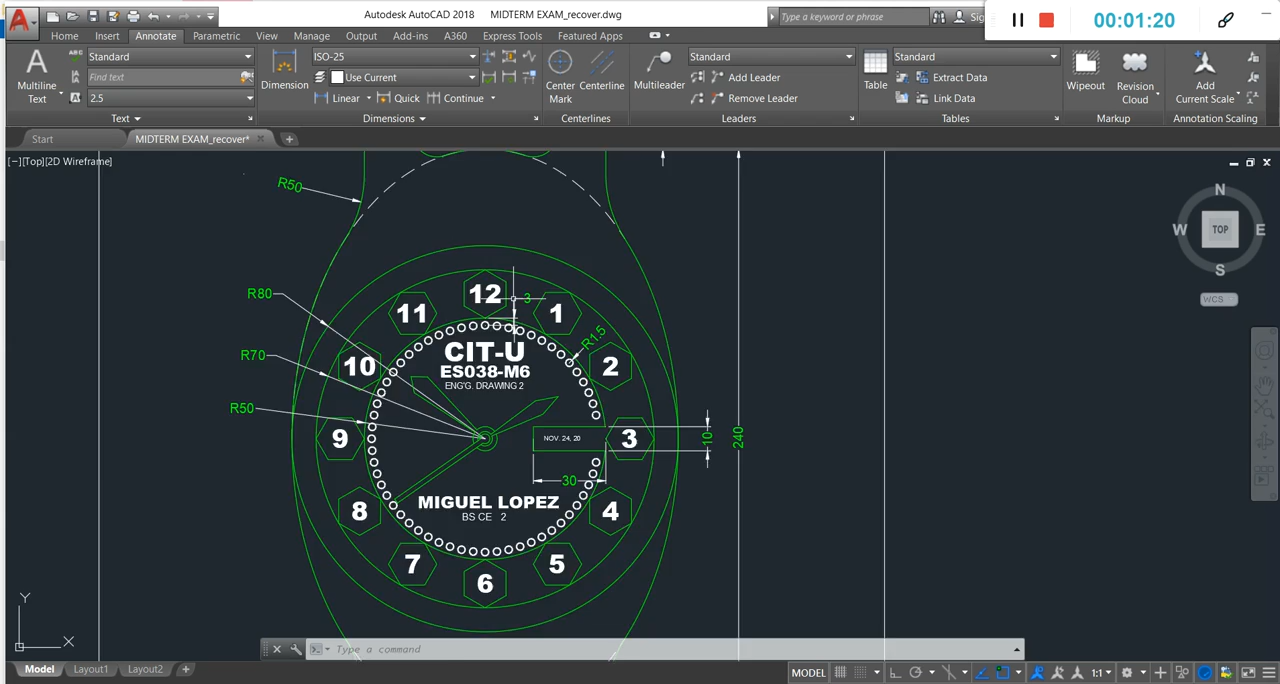 Autodesk AutoCAD 2018 MIDTERM EXAM_recover.dwg
Type a keyword or phrase
00:01:20
Home Insert Annotate Parametric View Manage Output Add-ins A360 Express Tools Featured Apps
Multiline Text
ABC
Standard
Find text
2.5
Text
Dimension
ISO-25
Use Current
Linear Quick Continue
Dimensions
Center Mark
Centerline
Centerlines
Multileader
Standard
Add Leader
Remove Leader
Leaders
Table
Standard
Extract Data
Link Data
Tables
Wipeout
Revision Cloud
Markup
Add Current Scale
Annotation Scaling
Start
MIDTERM EXAM_recover*
[−][Top][2D Wireframe]
N
W
TOP
E
S
WCS
R50
R80
R70
R50
3
R1.5
12
11
1
10
2
9
3
8
4
7
5
6
CIT-U
ES038-M6
ENG'G. DRAWING 2
NOV. 24, 20
30
10
240
MIGUEL LOPEZ
BS CE 2
Y
X
Type a command
Model Layout1 Layout2
MODEL
1:1